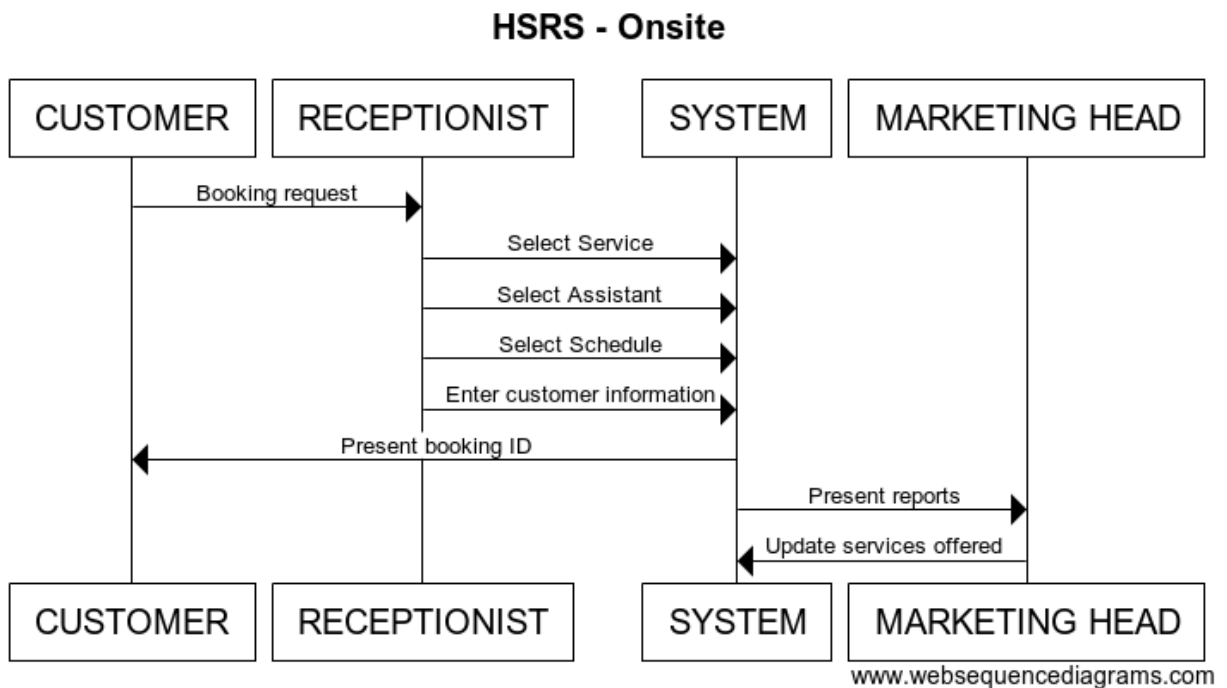 HSRS - Onsite
CUSTOMER
RECEPTIONIST
SYSTEM
MARKETING HEAD
Booking request
Select Service
Select Assistant
Select Schedule
Enter customer information
Present booking ID
Present reports
Update services offered
CUSTOMER
RECEPTIONIST
SYSTEM
MARKETING HEAD
www.websequencediagrams.com